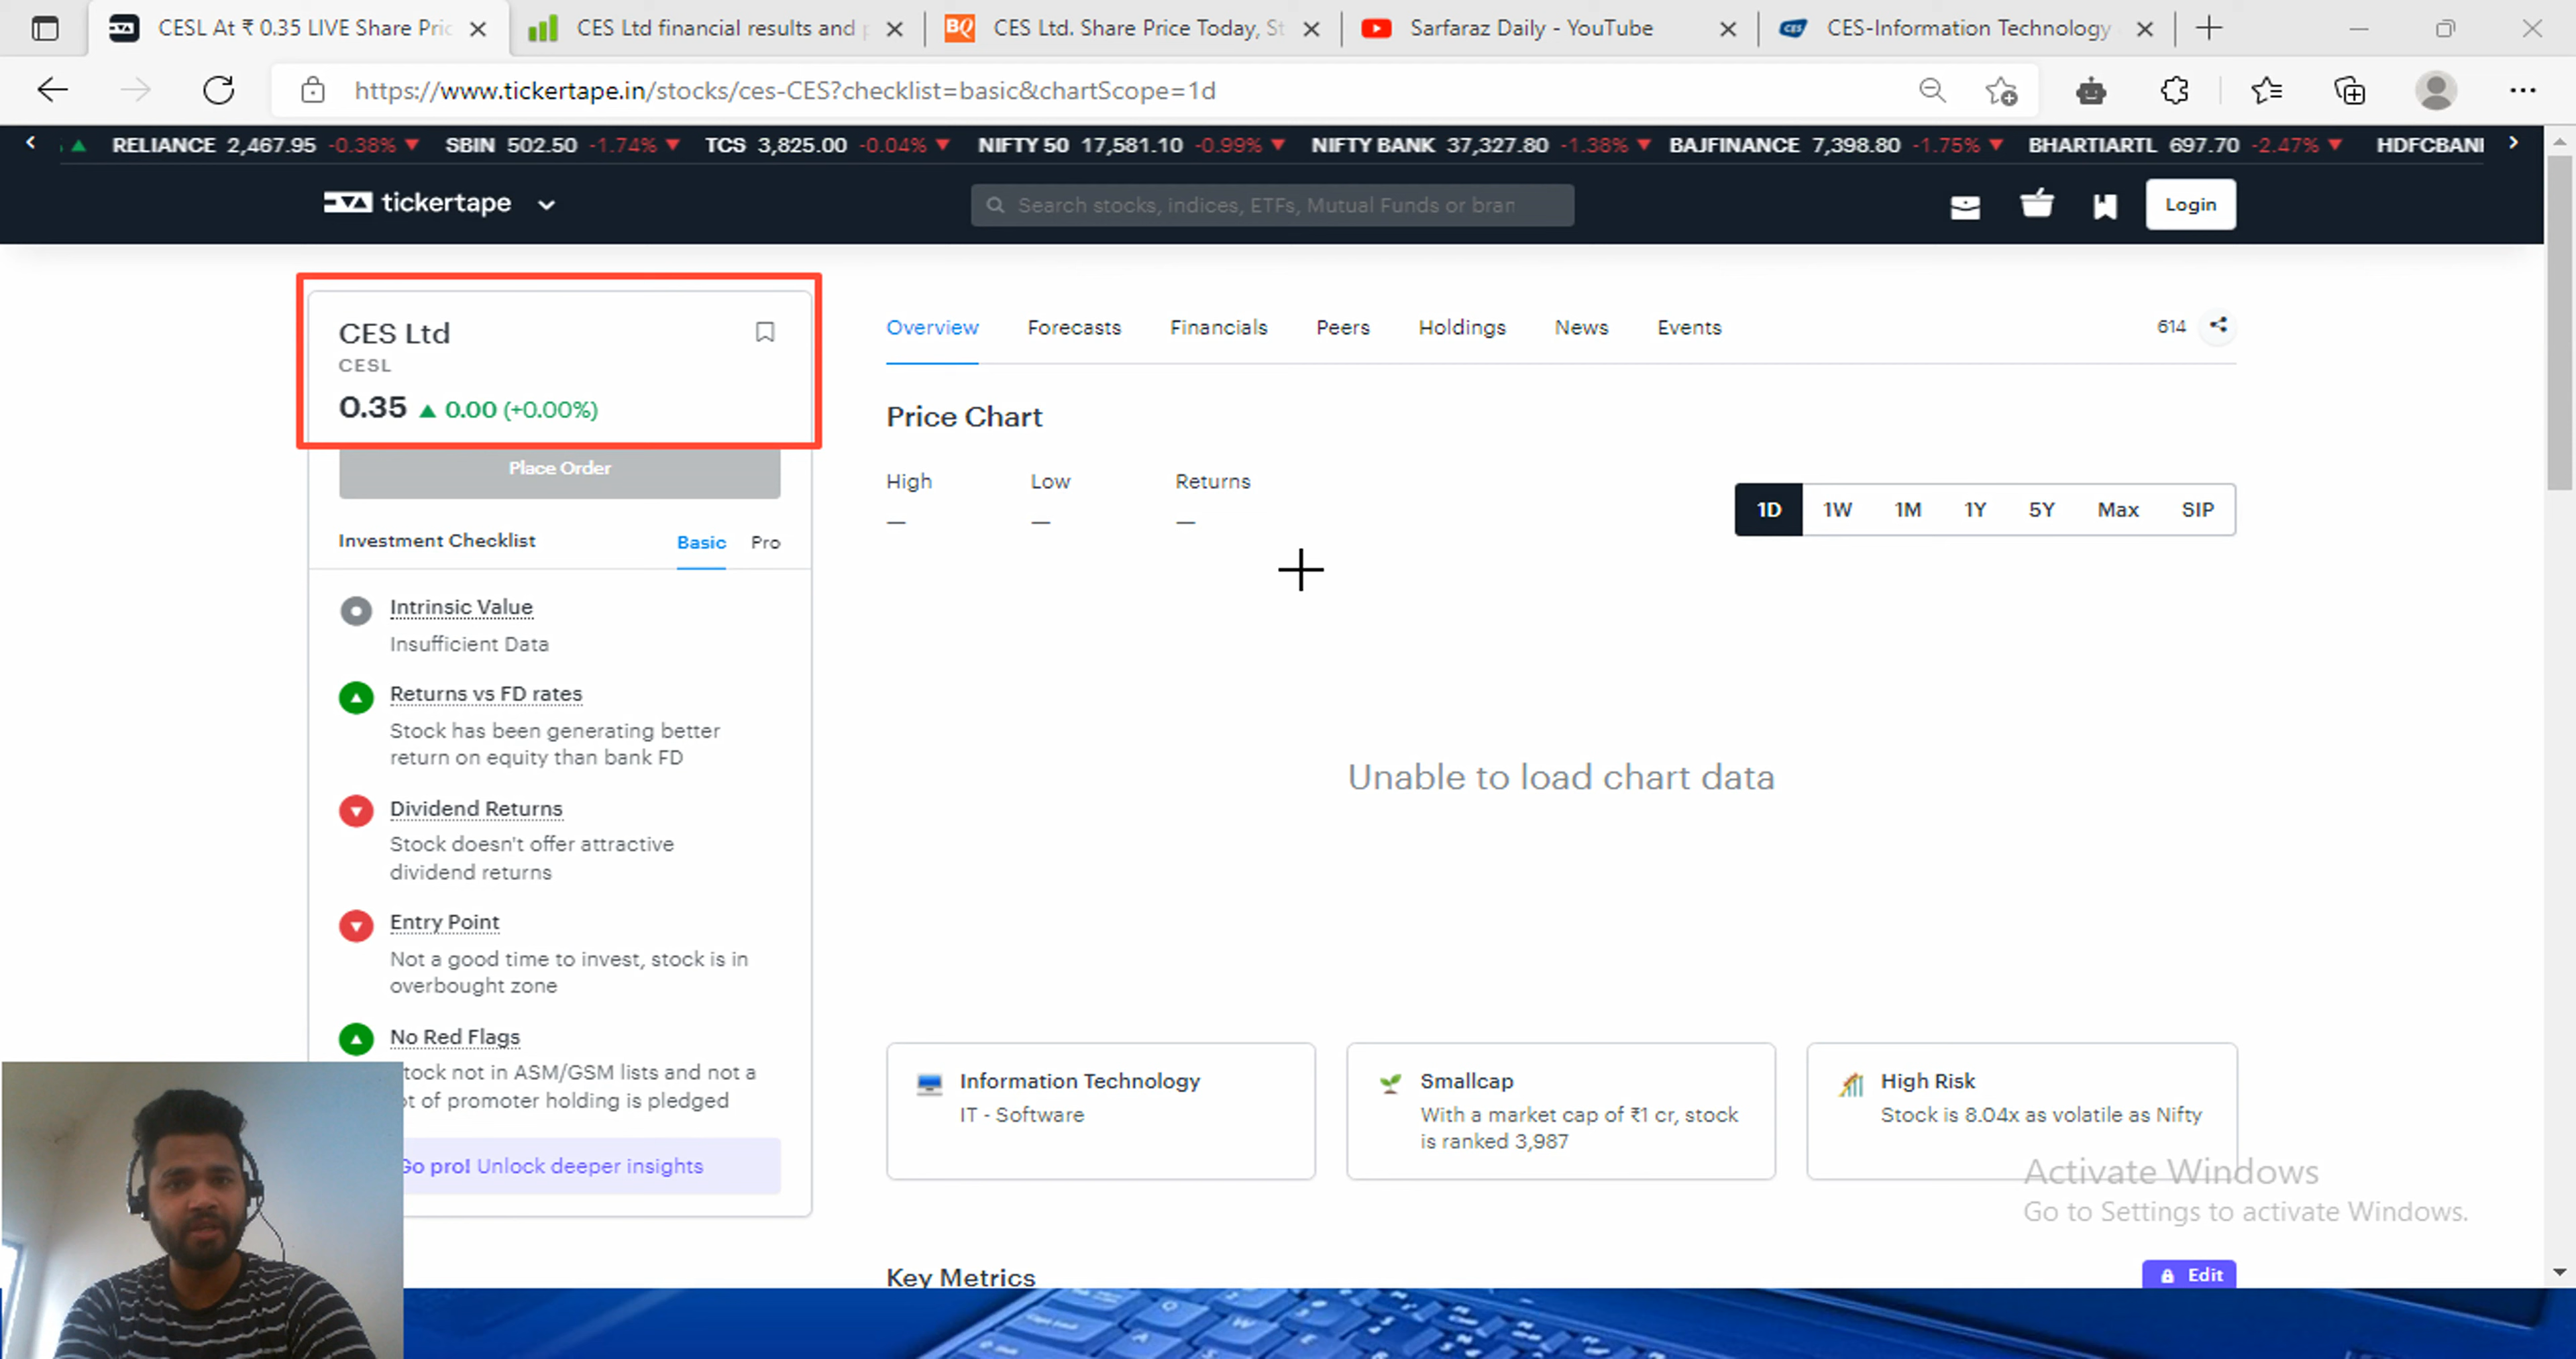 CESL At ₹ 0.35 LIVE Share Pric
CES Ltd financial results and p
BQ
CES Ltd. Share Price Today, St
Sarfaraz Daily - YouTube
CES
CES-Information Technology
https://www.tickertape.in/stocks/ces-CES?checklist=basic&chartScope=1d
RELIANCE 2,467.95 -0.38% SBIN 502.50 -1.74% TCS 3,825.00 -0.04% NIFTY 50 17,581.10 -0.99% NIFTY BANK 37,327.80 -1.38% BAJFINANCE 7,398.80 -1.75% BHARTIARTL 697.70 -2.47% HDFCBAN
tickertape
Search stocks, indices, ETFs, Mutual Funds or bran
Login
CES Ltd
CESL
0.35 ▲ 0.00 (+0.00%)
Place Order
Investment Checklist
Basic Pro
Intrinsic Value
Insufficient Data
Returns vs FD rates
Stock has been generating better
return on equity than bank FD
Dividend Returns
Stock doesn't offer attractive
dividend returns
Entry Point
Not a good time to invest, stock is in
overbought zone
No Red Flags
tock not in ASM/GSM lists and not a
ot of promoter holding is pledged
Go pro! Unlock deeper insights
Overview Forecasts Financials Peers Holdings News Events
614
Price Chart
High Low Returns
— — —
1D 1W 1M 1Y 5Y Max SIP
Unable to load chart data
Information Technology
IT - Software
Smallcap
With a market cap of ₹1 cr, stock
is ranked 3,987
High Risk
Stock is 8.04x as volatile as Nifty
Activate Windows
Go to Settings to activate Windows.
Key Metrics
Edit